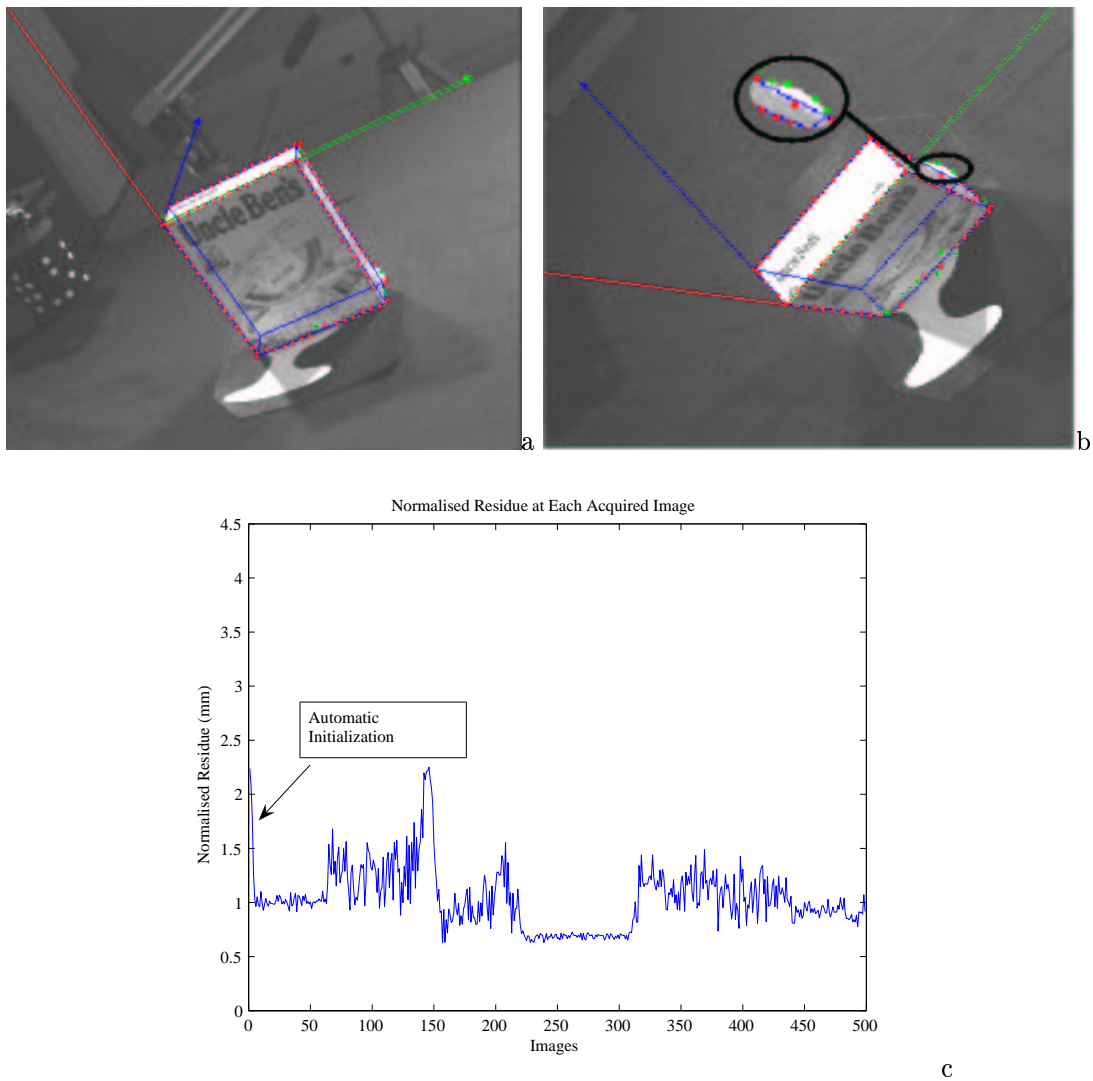 Uncle Ben's
Uncle Ben's
a
b
Normalised Residue at Each Acquired Image
4.5
4
3.5
3
2.5
2
1.5
1
0.5
0
Normalised Residue (mm)
Automatic
Initialization
0 50 100 150 200 250 300 350 400 450 500
Images
c